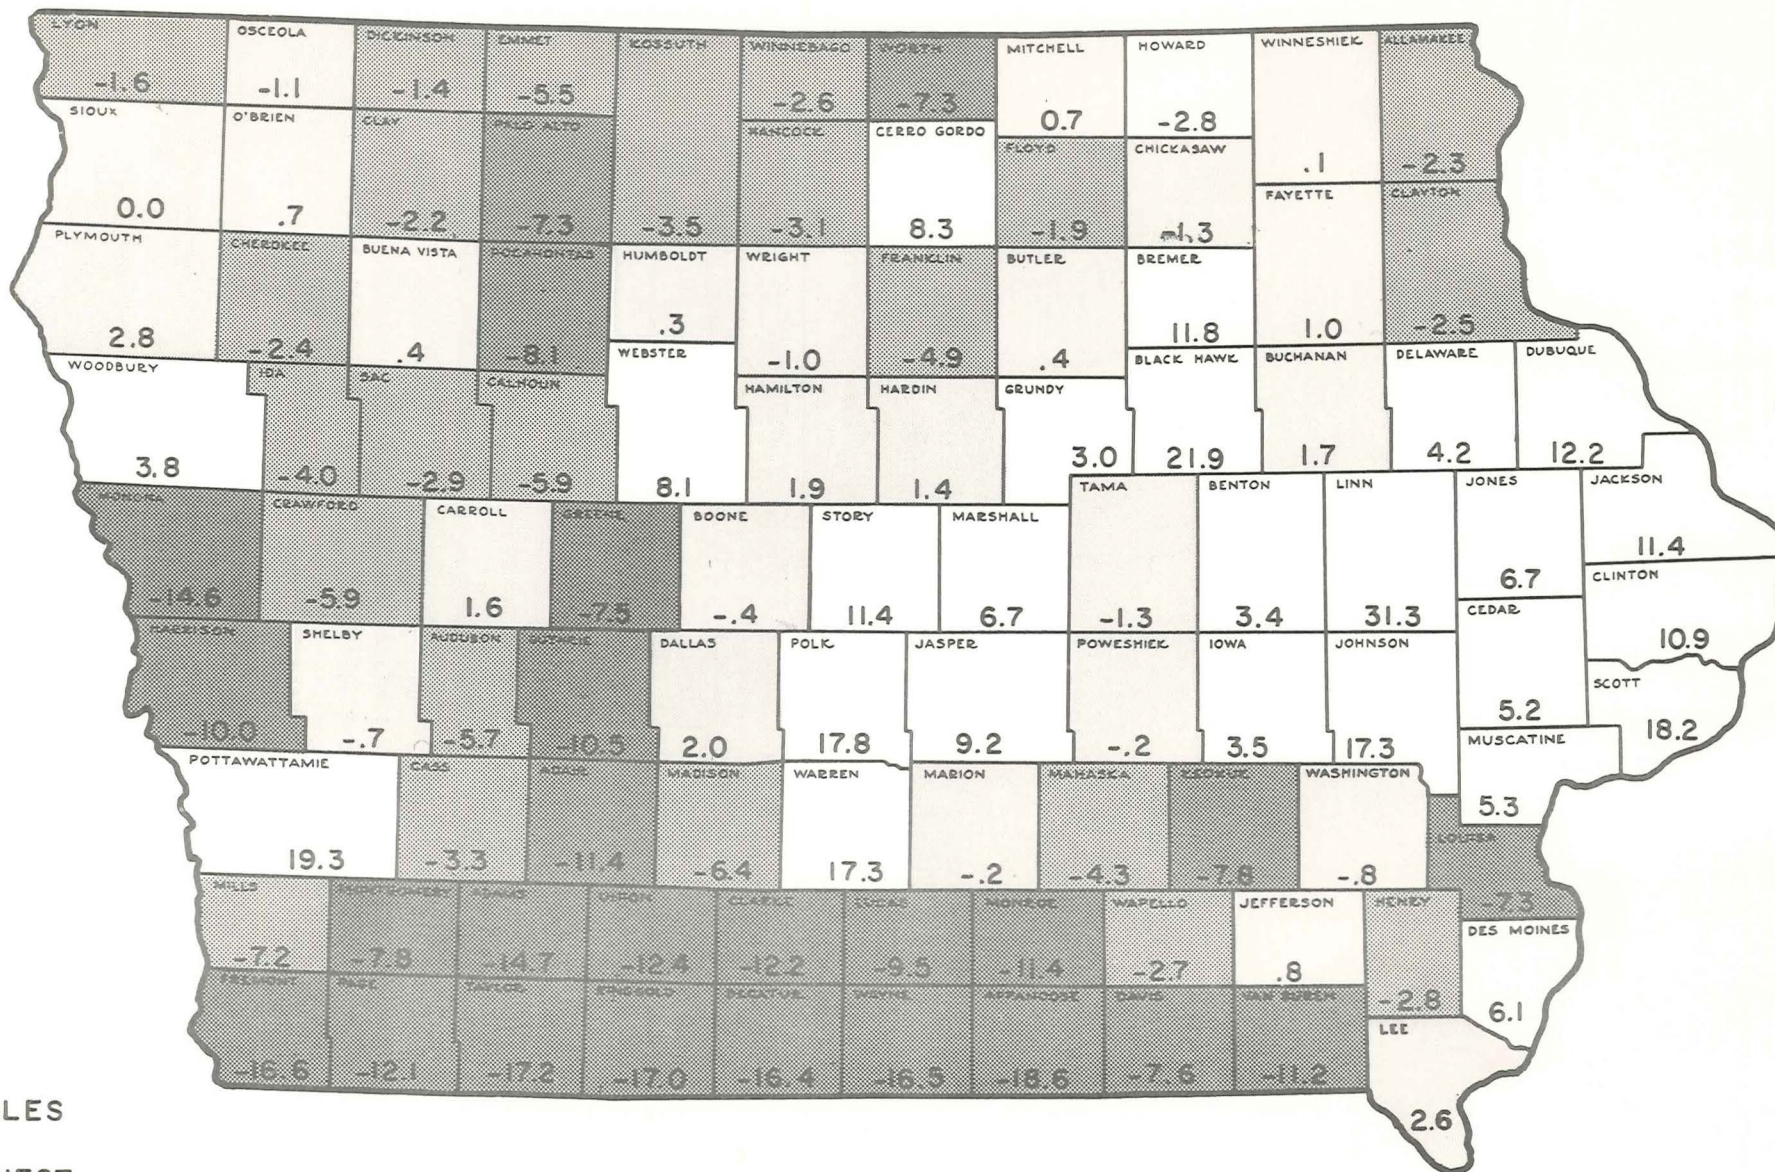 LYON
-1.6
OSCEOLA
-1.1
DICKINSON
-1.4
EMMET
-5.5
KOSSUTH
-3.5
WINNEBAGO
-2.6
WORTH
-7.3
MITCHELL
0.7
HOWARD
-2.8
WINNESHIEK
.1
ALLAMAKEE
-2.3
SIOUX
0.0
O'BRIEN
.7
CLAY
-2.2
PALO ALTO
-7.3
HANCOCK
-3.1
CERRO GORDO
8.3
FLOYD
-1.9
CHICKASAW
-1.3
FAYETTE
1.0
CLAYTON
-2.5
PLYMOUTH
2.8
CHEROKEE
-2.4
BUENA VISTA
.4
POCAHONTAS
-8.1
HUMBOLDT
.3
WRIGHT
-1.0
FRANKLIN
-4.9
BUTLER
.4
BREMER
11.8
WOODBURY
3.8
IDA
-4.0
SAC
-2.9
CALHOUN
-5.9
WEBSTER
8.1
HAMILTON
1.9
HARDIN
1.4
GRUNDY
3.0
BLACK HAWK
21.9
BUCHANAN
1.7
DELAWARE
4.2
DUBUQUE
12.2
MONONA
-14.6
CRAWFORD
-5.9
CARROLL
1.6
GREENE
-7.5
BOONE
-.4
STORY
11.4
MARSHALL
6.7
TAMA
-1.3
BENTON
3.4
LINN
31.3
JONES
6.7
JACKSON
11.4
CLINTON
10.9
HARRISON
-10.0
SHELBY
-.7
AUDUBON
-5.7
GUTHRIE
-10.5
DALLAS
2.0
POLK
17.8
JASPER
9.2
POWESHIEK
-.2
IOWA
3.5
JOHNSON
17.3
CEDAR
5.2
SCOTT
18.2
MUSCATINE
5.3
POTTAWATTAMIE
19.3
CASS
-3.3
ADAIR
-11.4
MADISON
-6.4
WARREN
17.3
MARION
-.2
MAHASKA
-4.3
KEOKUK
-7.8
WASHINGTON
-.8
LOUISA
-7.3
MILLS
-7.2
MONTGOMERY
-7.8
ADAMS
-14.7
UNION
-12.4
CLARKE
-12.2
LUCAS
-9.5
MONROE
-11.4
WAPELLO
-2.7
JEFFERSON
.8
HENRY
-2.8
DES MOINES
6.1
FREMONT
-16.6
PAGE
-12.1
TAYLOR
-17.2
RINGGOLD
-17.0
DECATUR
-16.4
WAYNE
-16.5
APPANOOSE
-18.6
DAVIS
-7.6
VAN BUREN
-11.2
LEE
2.6
LES